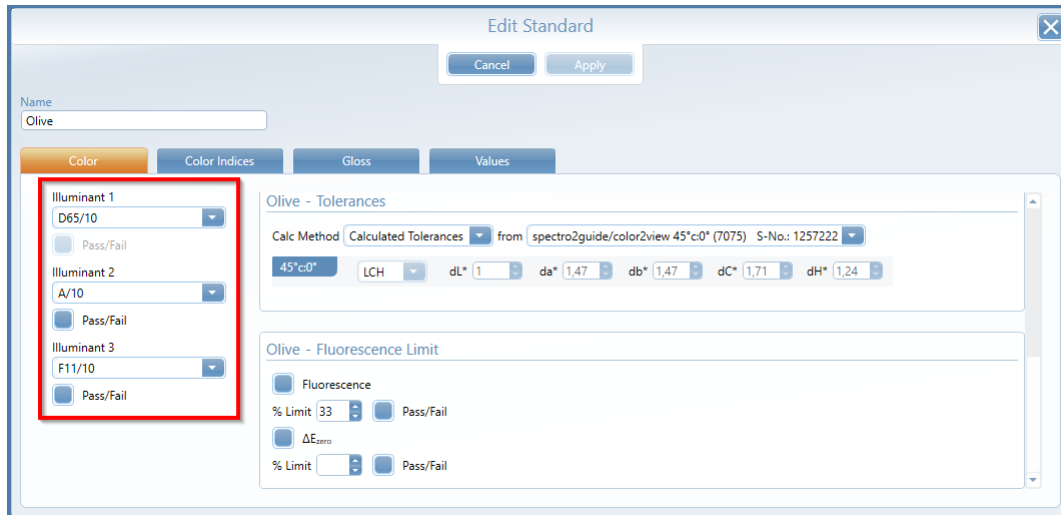 Edit Standard
Cancel Apply
Name
Olive
Color Color Indices Gloss Values
Illuminant 1
D65/10
Pass/Fail
Illuminant 2
A/10
Pass/Fail
Illuminant 3
F11/10
Pass/Fail
Olive - Tolerances
Calc Method Calculated Tolerances from spectro2guide/color2view 45°c:0° (7075) S-No.: 1257222
45°c:0° LCH dL* 1 da* 1,47 db* 1,47 dC* 1,71 dH* 1,24
Olive - Fluorescence Limit
Fluorescence
% Limit 33 Pass/Fail
ΔEzero
% Limit Pass/Fail